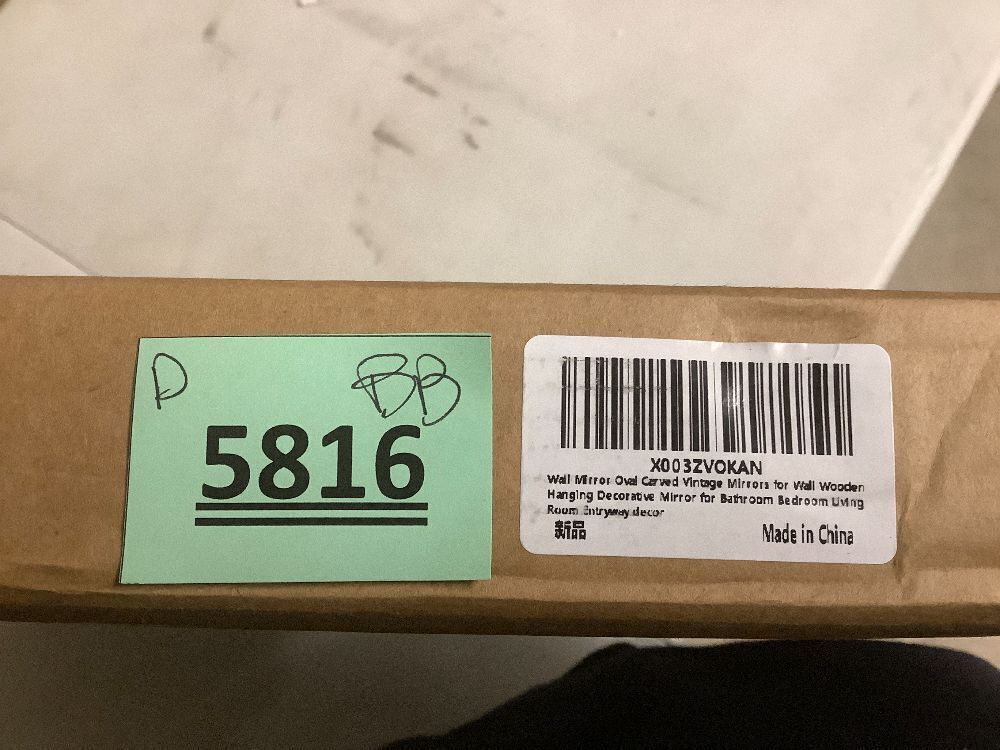 D
BB
5816
X003ZVOKAN
Wall Mirror Oval Carved Vintage Mirrors for Wall Wooden
Hanging Decorative Mirror for Bathroom Bedroom Living
Room Entryway decor
新品
Made in China